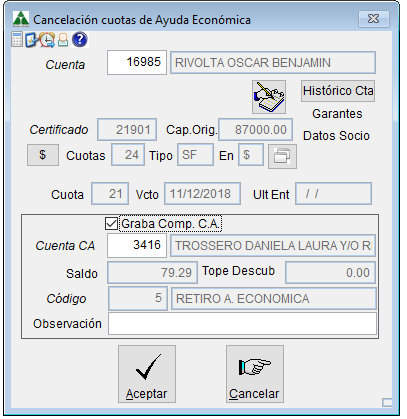 Cancelación cuotas de Ayuda Económica
Cuenta 16985 RIVOLTA OSCAR BENJAMIN
Histórico Cta
Garantes
Certificado 21901 Cap.Orig. 87000.00 Datos Socio
$ Cuotas 24 Tipo SF En $
Cuota 21 Vcto 11/12/2018 Ult Ent / /
Graba Comp. C.A.
Cuenta CA 3416 TROSSERO DANIELA LAURA Y/O R
Saldo 79.29 Tope Descub 0.00
Código 5 RETIRO A. ECONOMICA
Observación
Aceptar Cancelar